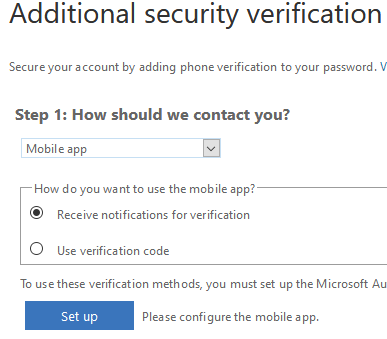 Additional security verification
Secure your account by adding phone verification to your password.
Step 1: How should we contact you?
Mobile app
How do you want to use the mobile app?
Receive notifications for verification
Use verification code
To use these verification methods, you must set up the Microsoft Au
Set up Please configure the mobile app.